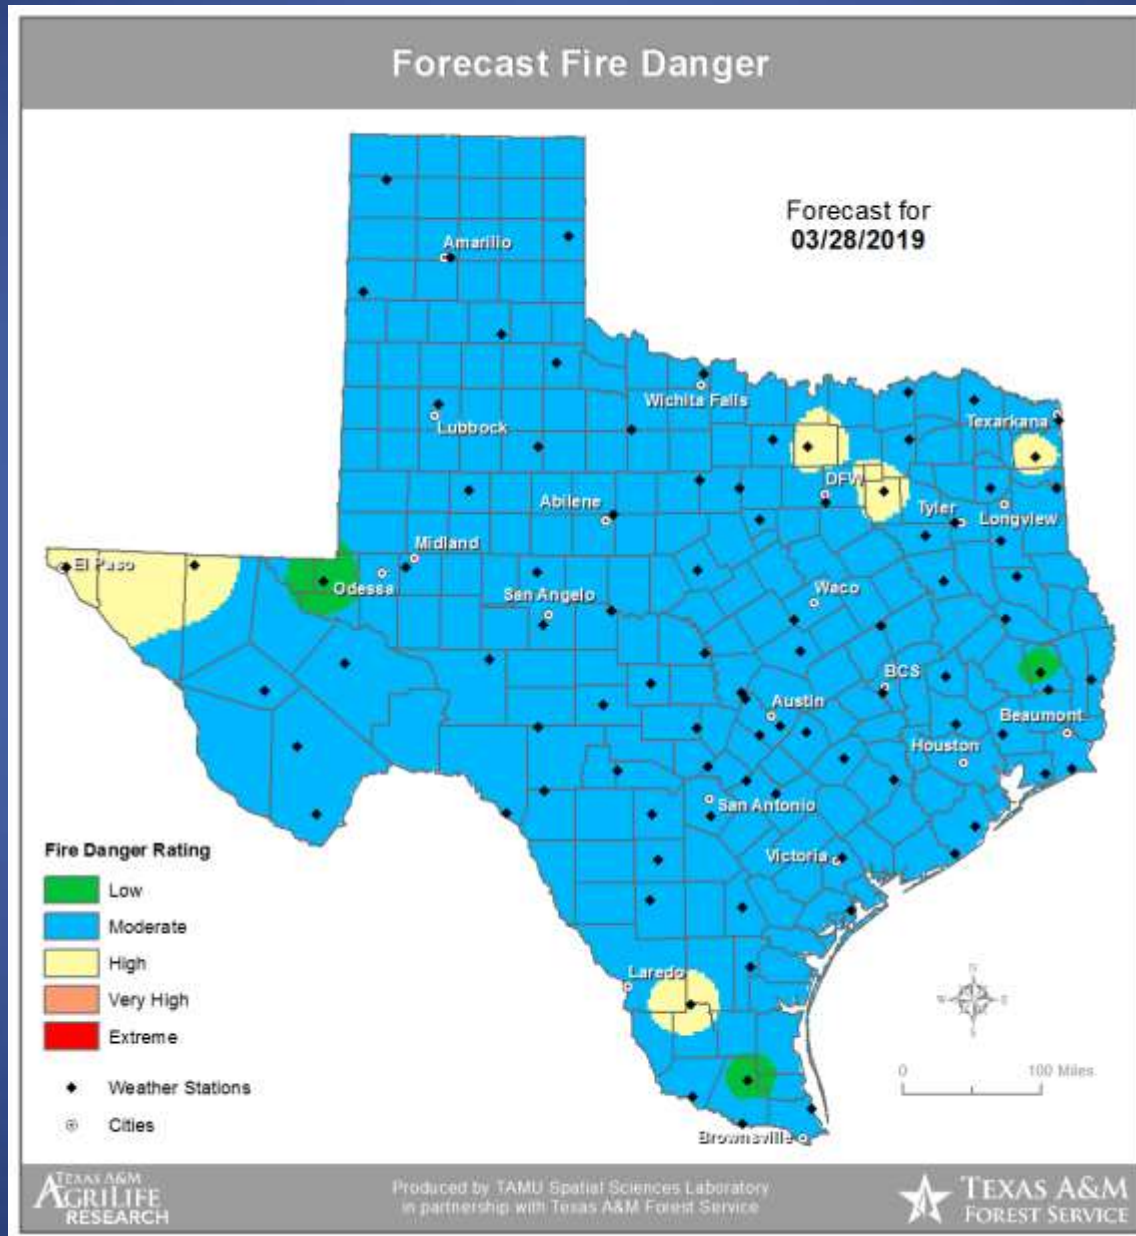 Forecast Fire Danger
Forecast for
03/28/2019
Amarillo
Wichita Falls
Lubbock
Texarkana
DFW
Abilene
Tyler
Longview
Midland
El Paso
Odessa
San Angelo
Waco
BCS
Austin
Beaumont
Houston
San Antonio
Victoria
Fire Danger Rating
Low
Moderate
High
Very High
Extreme
Weather Stations
Cities
Laredo
N
W
E
S
0
100 Miles
Brownsville
TEXAS A&M
AGRILIFE
RESEARCH
Produced by TAMU Spatial Sciences Laboratory
in partnership with Texas A&M Forest Service
TEXAS A&M
FOREST SERVICE